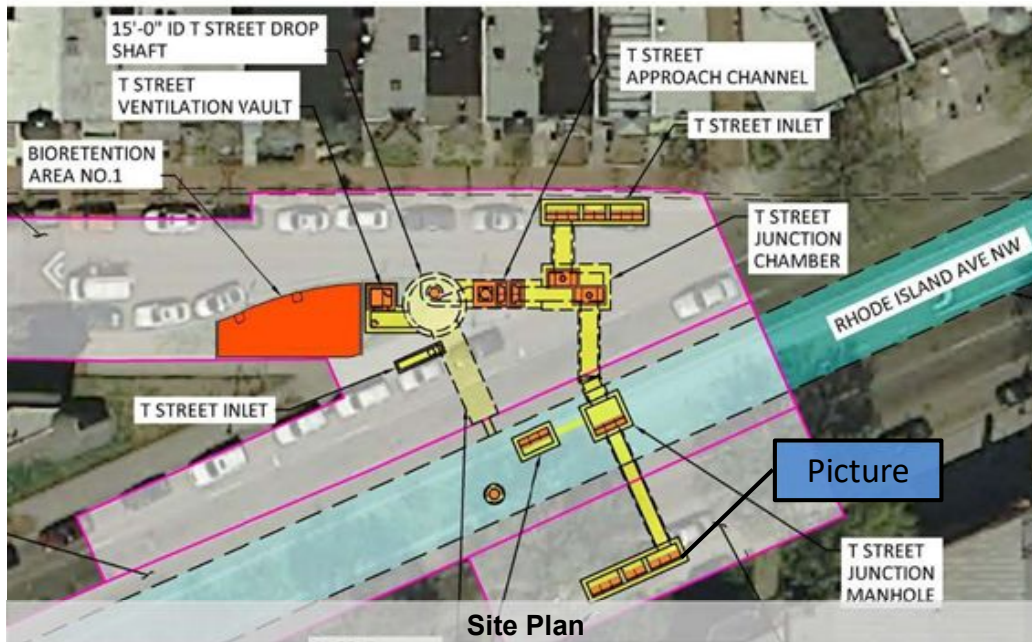 15'-0" ID T STREET DROP
SHAFT
T STREET
VENTILATION VAULT
BIORETENTION
AREA NO.1
T STREET
APPROACH CHANNEL
T STREET INLET
T STREET
JUNCTION
CHAMBER
RHODE ISLAND AVE NW
T STREET INLET
Picture
T STREET
JUNCTION
MANHOLE
Site Plan